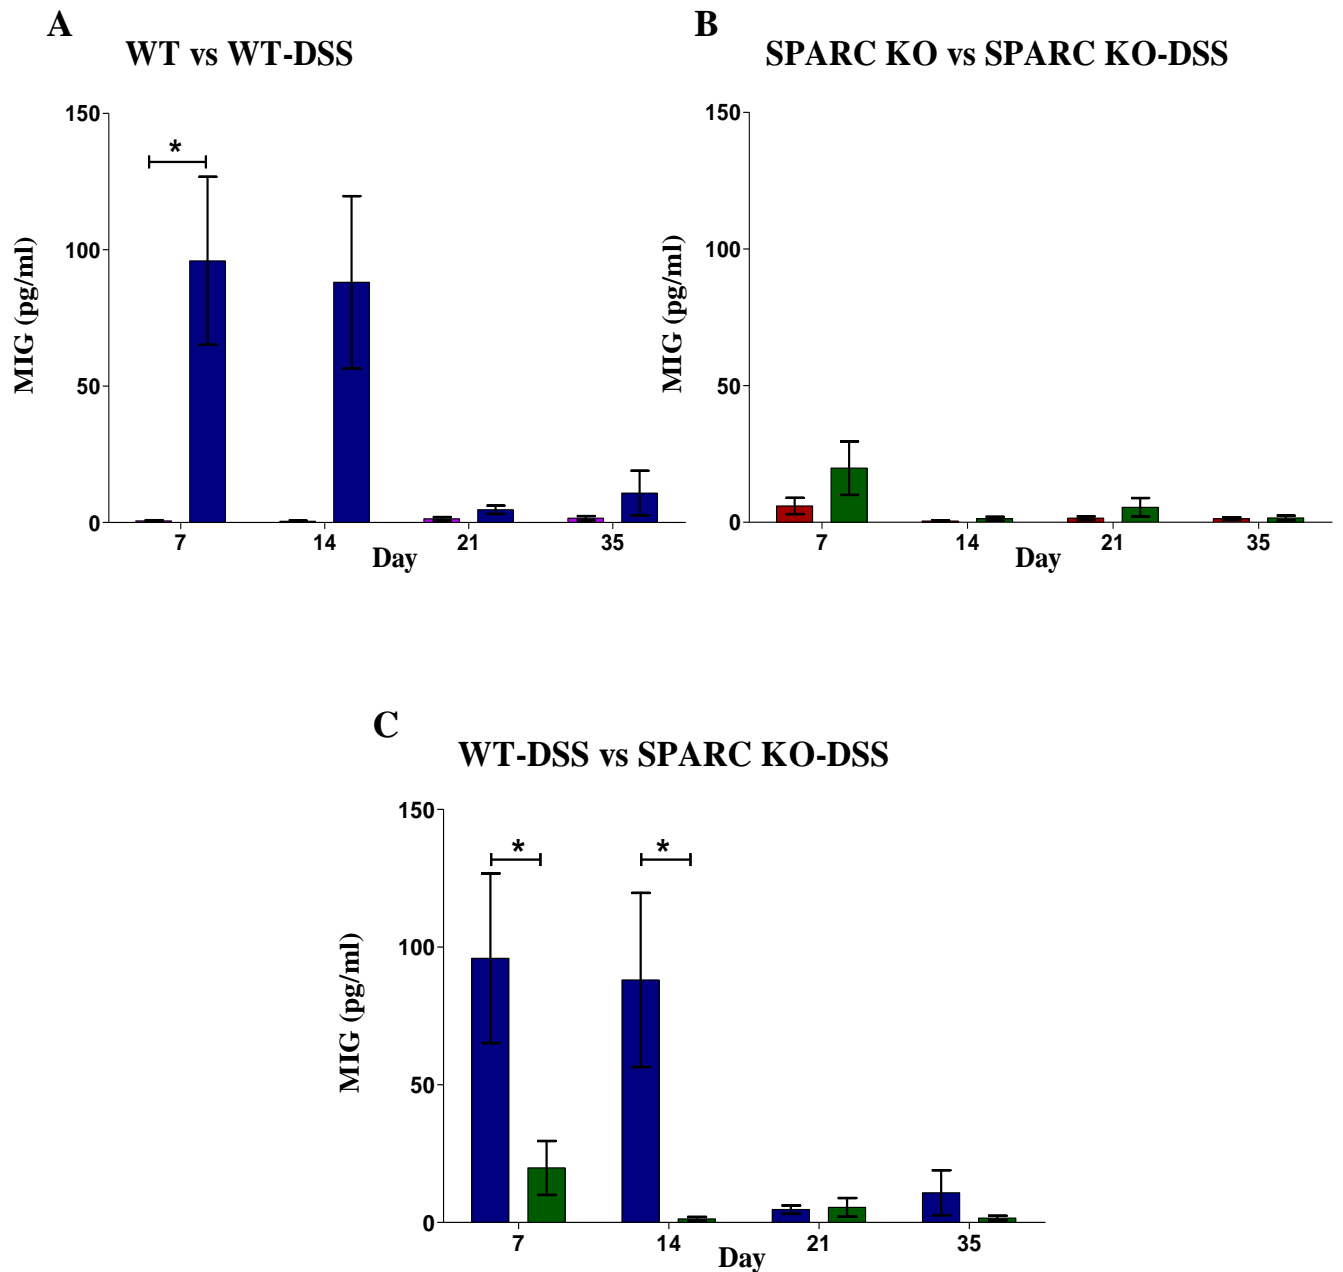 A
WT vs WT-DSS
MIG (pg/ml)
150
100
50
0
*
7 14 21 35
Day
B
SPARC KO vs SPARC KO-DSS
MIG (pg/ml)
150
100
50
0
7 14 21 35
Day
C
WT-DSS vs SPARC KO-DSS
MIG (pg/ml)
150
100
50
0
* *
7 14 21 35
Day